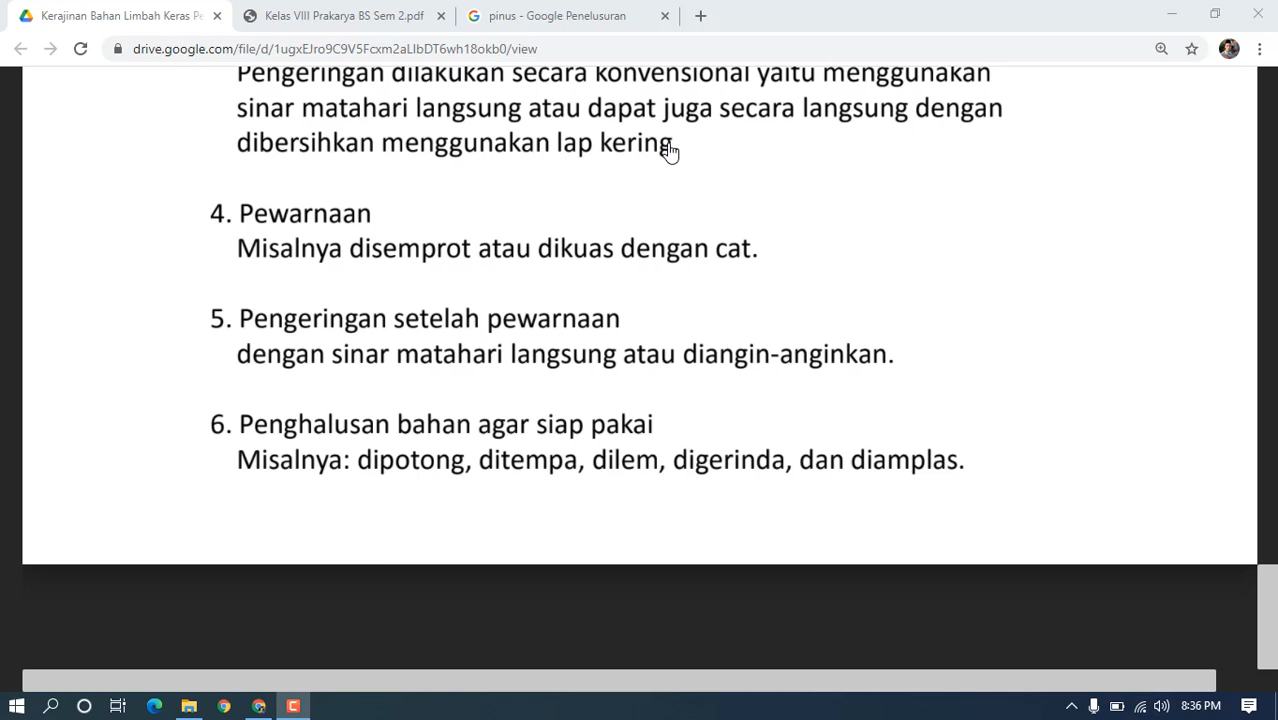 Kerajinan Bahan Limbah Keras Pe
Kelas VIII Prakarya BS Sem 2.pdf
pinus - Google Penelusuran
drive.google.com/file/d/1ugxEJro9C9V5Fcxm2aLlbDT6wh18okb0/view
Pengeringan dilakukan secara konvensional yaitu menggunakan
sinar matahari langsung atau dapat juga secara langsung dengan
dibersihkan menggunakan lap kering
4. Pewarnaan
Misalnya disemprot atau dikuas dengan cat.
5. Pengeringan setelah pewarnaan
dengan sinar matahari langsung atau diangin-anginkan.
6. Penghalusan bahan agar siap pakai
Misalnya: dipotong, ditempa, dilem, digerinda, dan diamplas.
8:36 PM